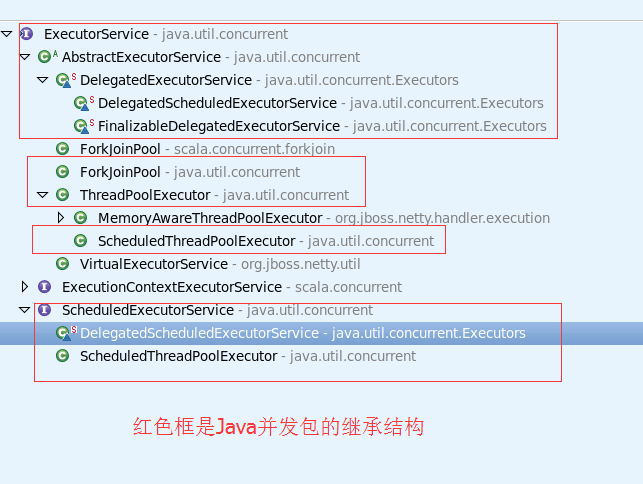 ExecutorService - java.util.concurrent
AbstractExecutorService - java.util.concurrent
DelegatedExecutorService - java.util.concurrent.Executors
DelegatedScheduledExecutorService - java.util.concurrent.Executors
FinalizableDelegatedExecutorService - java.util.concurrent.Executors
ForkJoinPool - scala.concurrent.forkjoin
ForkJoinPool - java.util.concurrent
ThreadPoolExecutor - java.util.concurrent
MemoryAwareThreadPoolExecutor - org.jboss.netty.handler.execution
ScheduledThreadPoolExecutor - java.util.concurrent
VirtualExecutorService - org.jboss.netty.util
ExecutionContextExecutorService - scala.concurrent
ScheduledExecutorService - java.util.concurrent
DelegatedScheduledExecutorService - java.util.concurrent.Executors
ScheduledThreadPoolExecutor - java.util.concurrent
红色框是Java并发包的继承结构